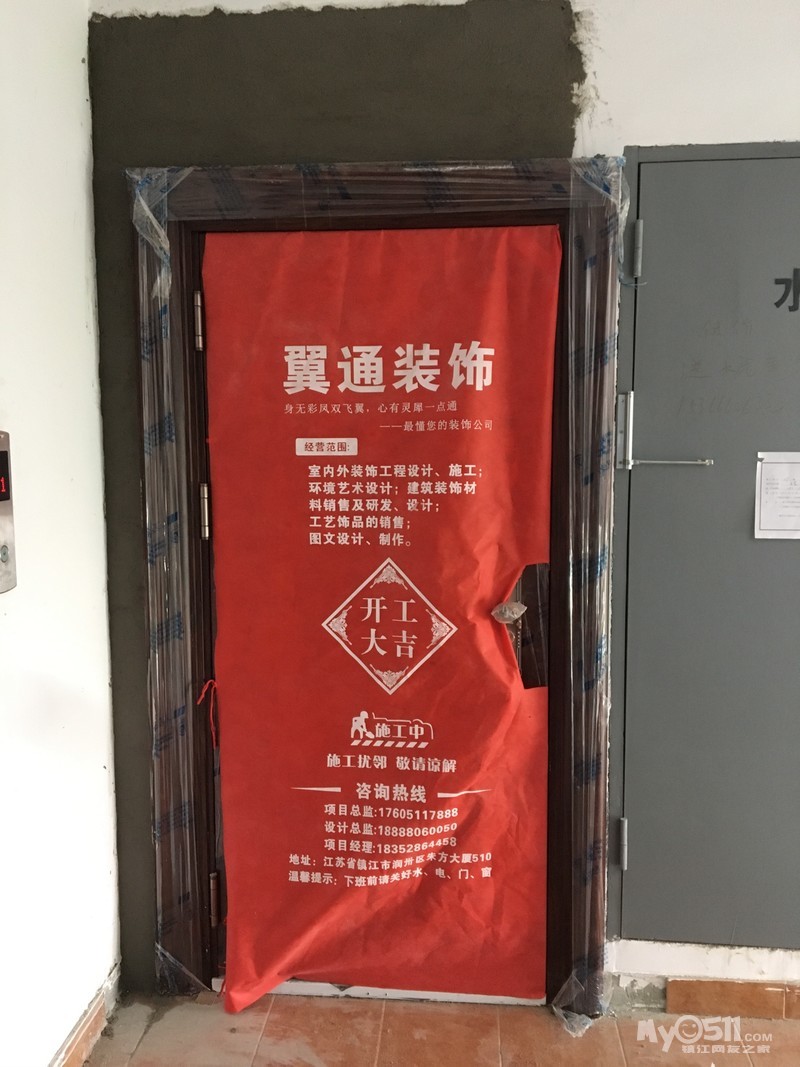 翼通装饰
身无彩凤双飞翼，心有灵犀一点通
——最懂您的装饰公司
经营范围:
室内外装饰工程设计、施工；
环境艺术设计；建筑装饰材
料销售及研发、设计；
工艺饰品的销售；
图文设计、制作。
开工
大吉
施工中
施工扰邻 敬请谅解
咨询热线
项目总监:17605117888
设计总监:18888060050
项目经理:18352864458
地址：江苏省镇江市润州区朱方大厦510
温馨提示：下班前请关好水、电、门、窗
水
1
MY0511.COM
镇江网友之家